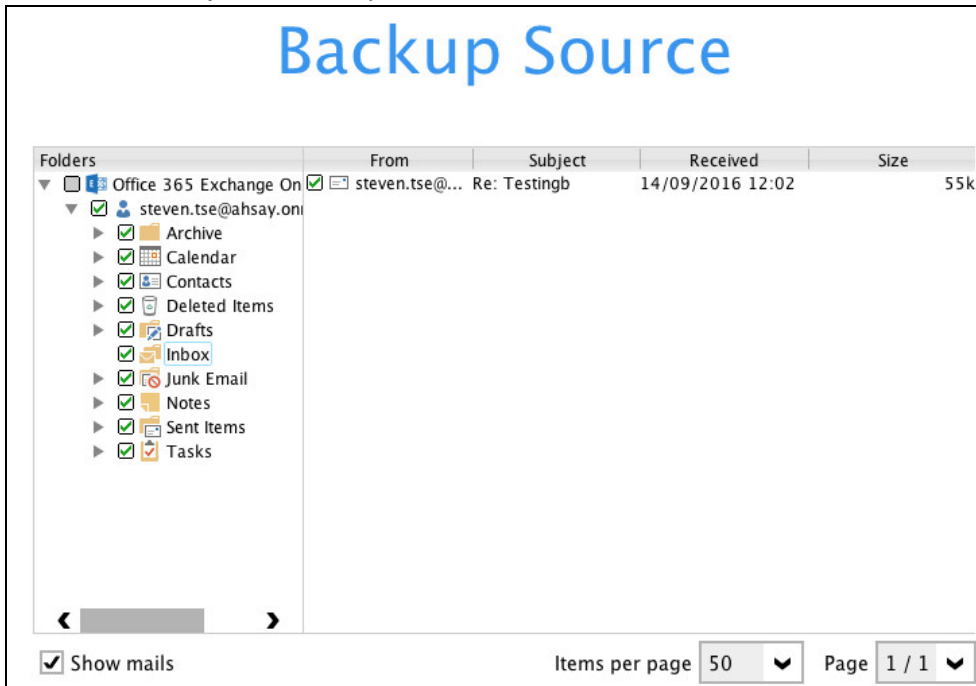 Backup Source
Folders From Subject Received Size
Office 365 Exchange On steven.tse@... Re: Testingb 14/09/2016 12:02 55k
steven.tse@ahsay.on
Archive
Calendar
Contacts
Deleted Items
Drafts
Inbox
Junk Email
Notes
Sent Items
Tasks
Show mails Items per page 50 Page 1 / 1